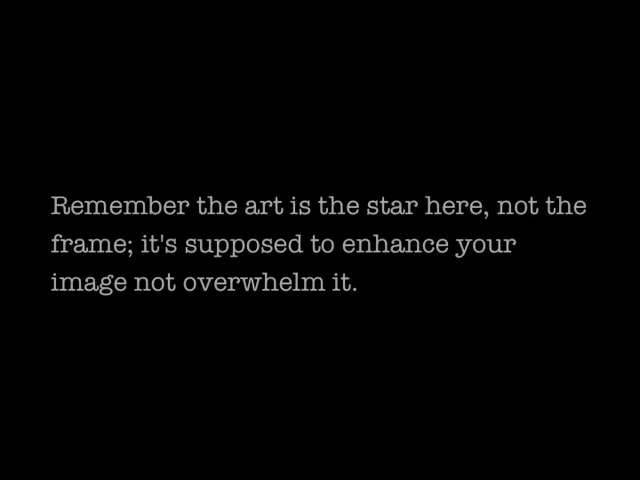 Remember the art is the star here, not the
frame; it's supposed to enhance your
image not overwhelm it.